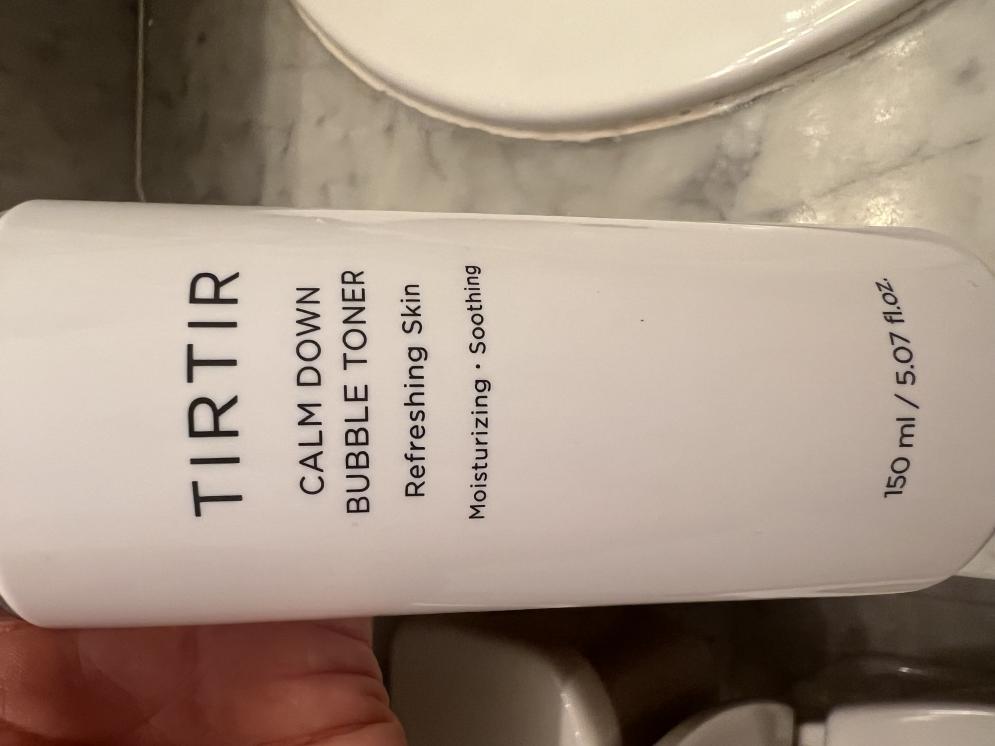 TIRTIR
CALM DOWN
BUBBLE TONER
Refreshing Skin
Moisturizing · Soothing
150 ml / 5.07 fl.oz.